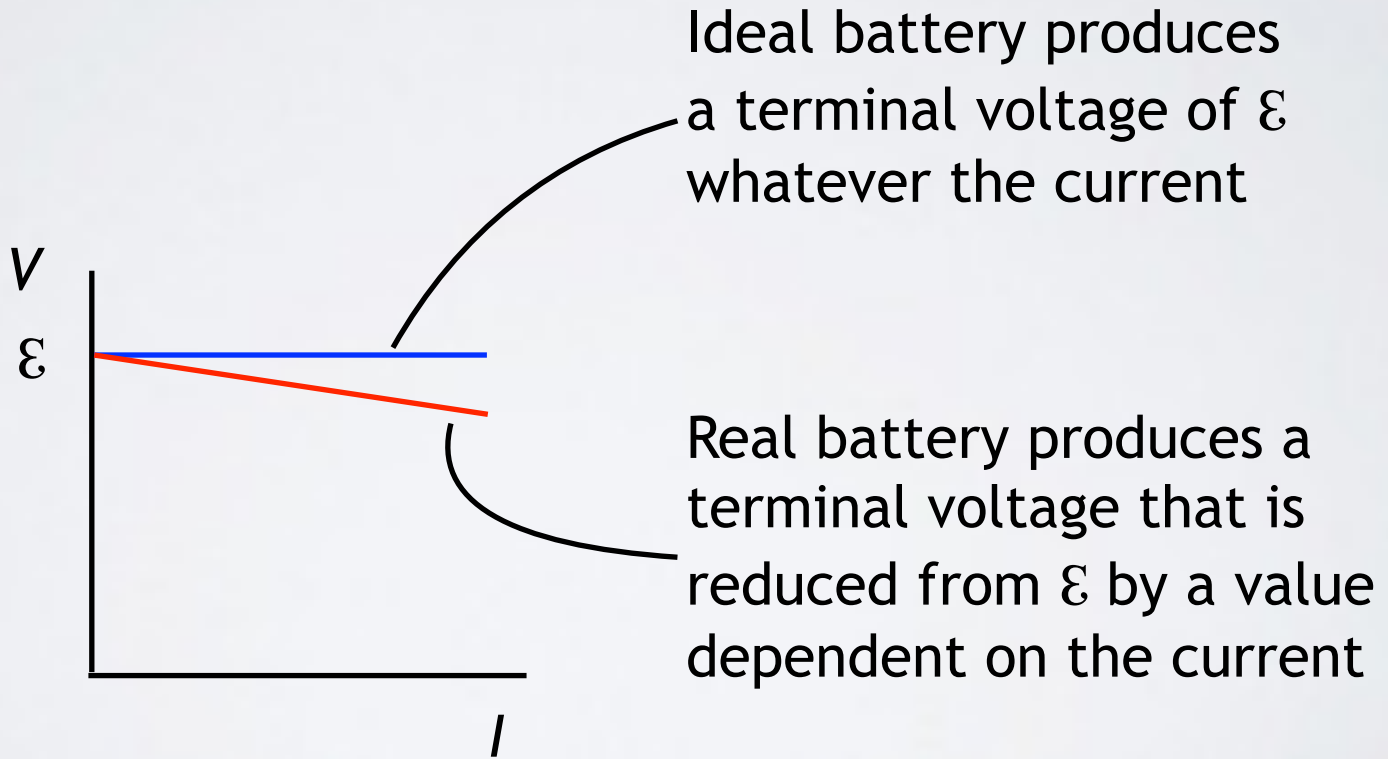 Ideal battery produces
a terminal voltage of ℇ
whatever the current
V
ℇ
Real battery produces a
terminal voltage that is
reduced from ℇ by a value
dependent on the current
I